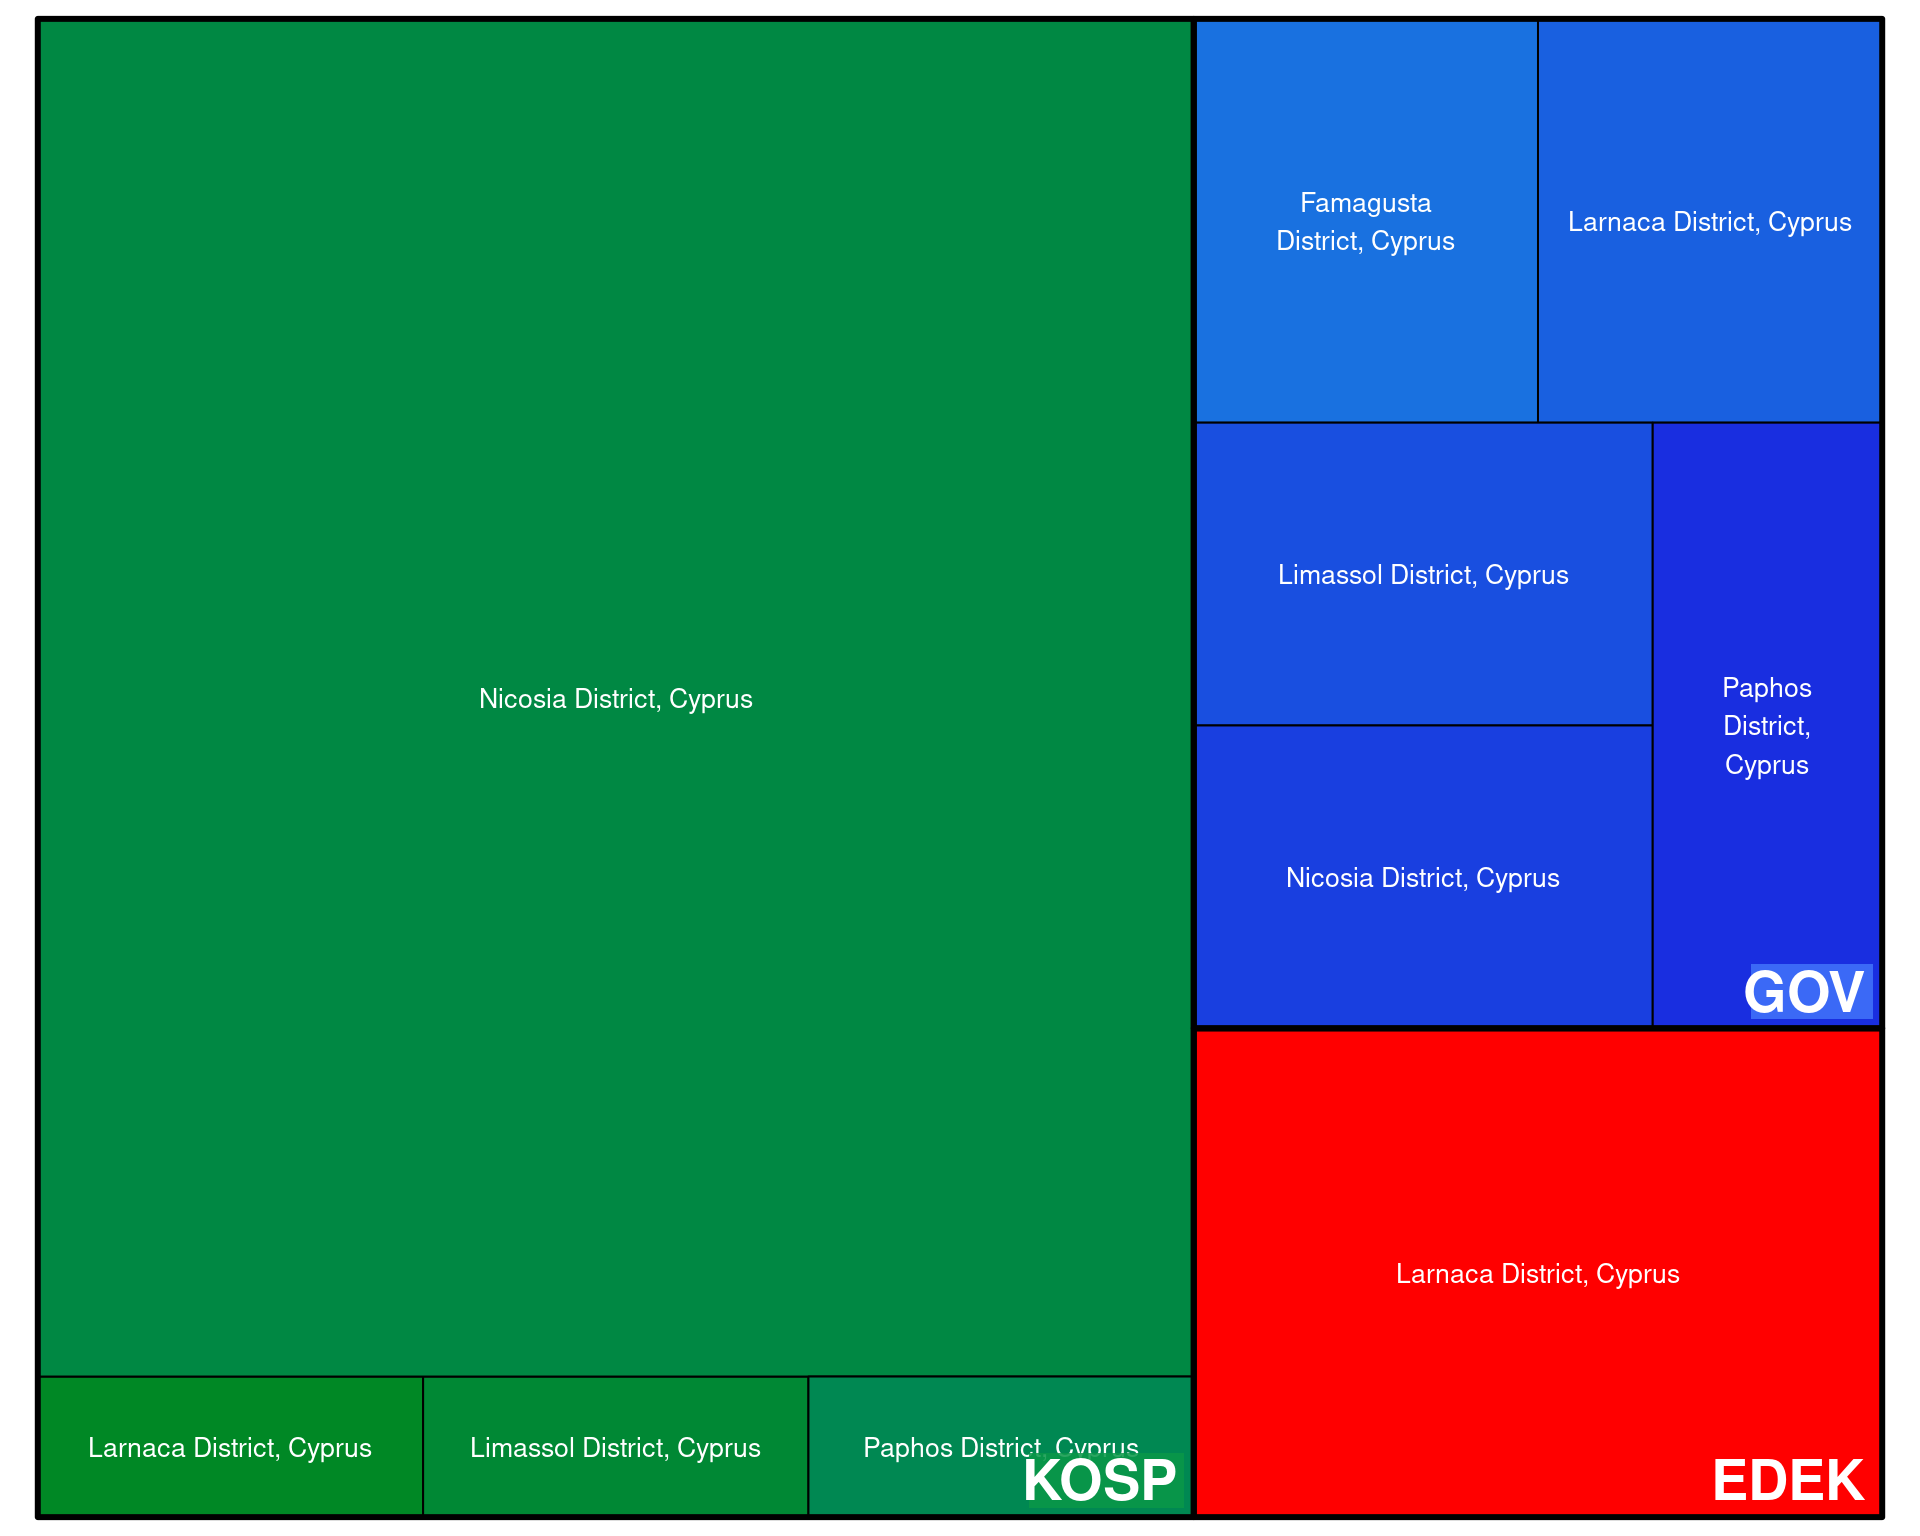 Nicosia District, Cyprus
Larnaca District, Cyprus
Limassol District, Cyprus
Paphos District, Cyprus
KOSP
Famagusta
District, Cyprus
Larnaca District, Cyprus
Limassol District, Cyprus
Nicosia District, Cyprus
Paphos
District,
Cyprus
GOV
Larnaca District, Cyprus
EDEK